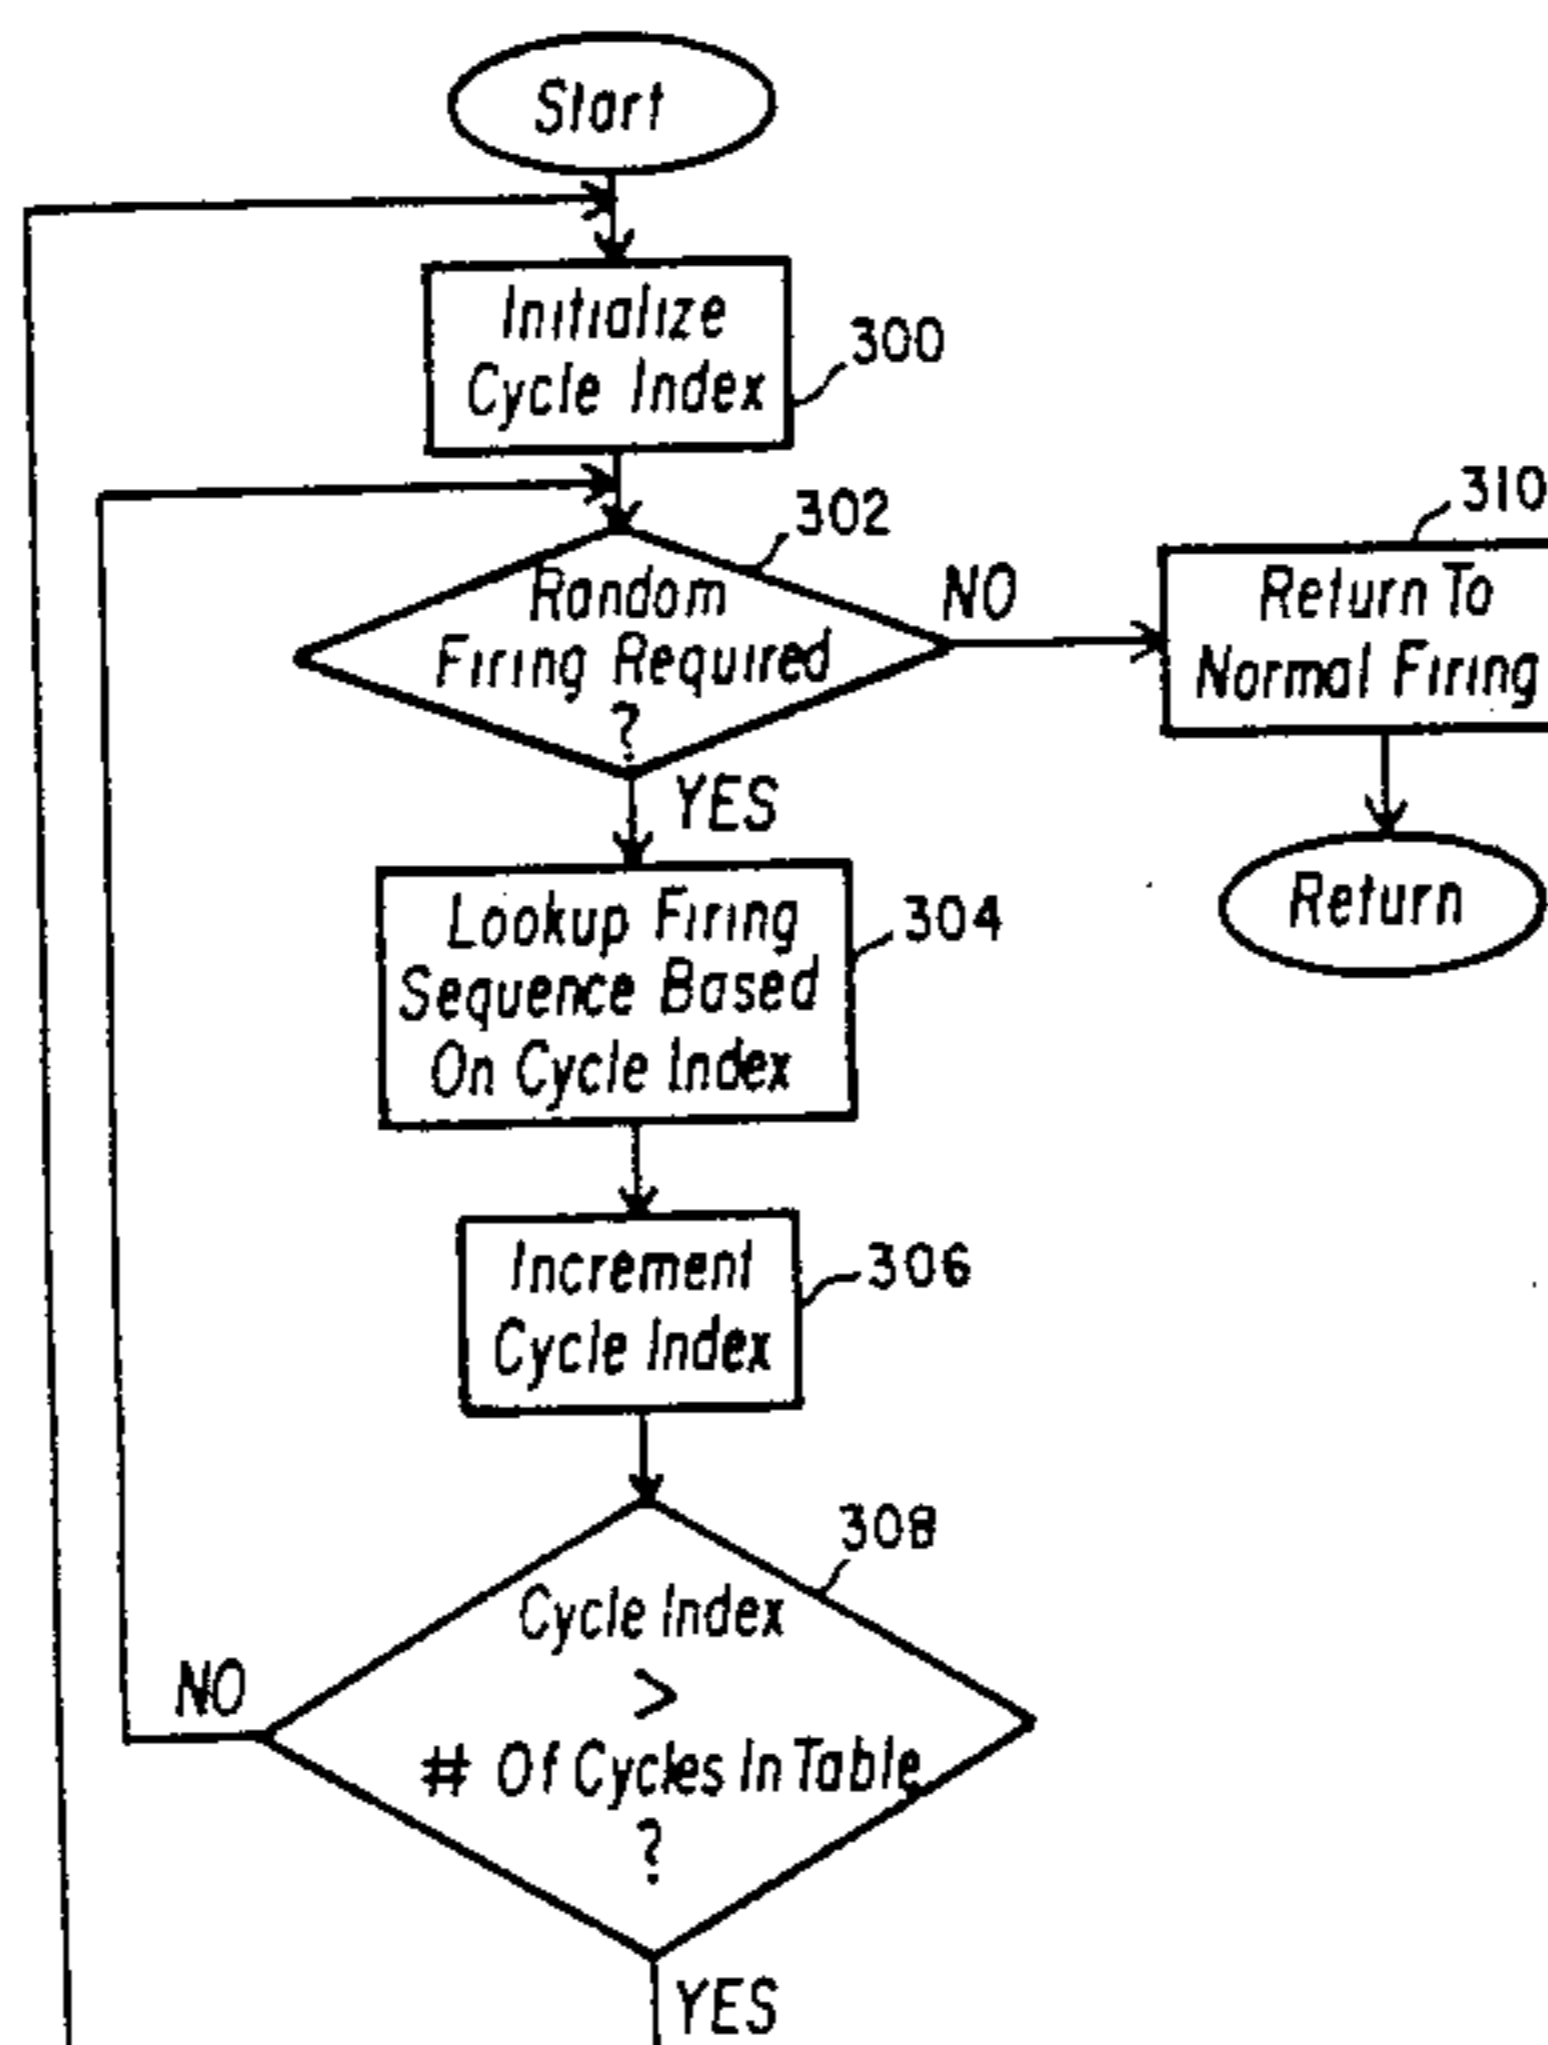 Start
Initialize
Cycle Index
300
302
Random
Firing Required
?
NO
310
Return To
Normal Firing
Return
YES
Lookup Firing
Sequence Based
On Cycle Index
304
Increment
Cycle Index
306
308
Cycle Index
>
# Of Cycles In Table
?
NO
YES